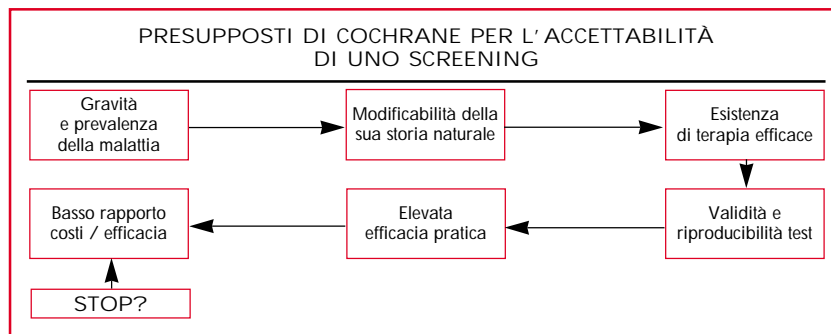 PRESUPPOSTI DI COCHRANE PER L'ACCETTABILITÀ
DI UNO SCREENING
Gravità
e prevalenza
della malattia
Modificabilità della
sua storia naturale
Esistenza
di terapia efficace
Validità e
riproducibilità test
Elevata
efficacia pratica
Basso rapporto
costi / efficacia
STOP?